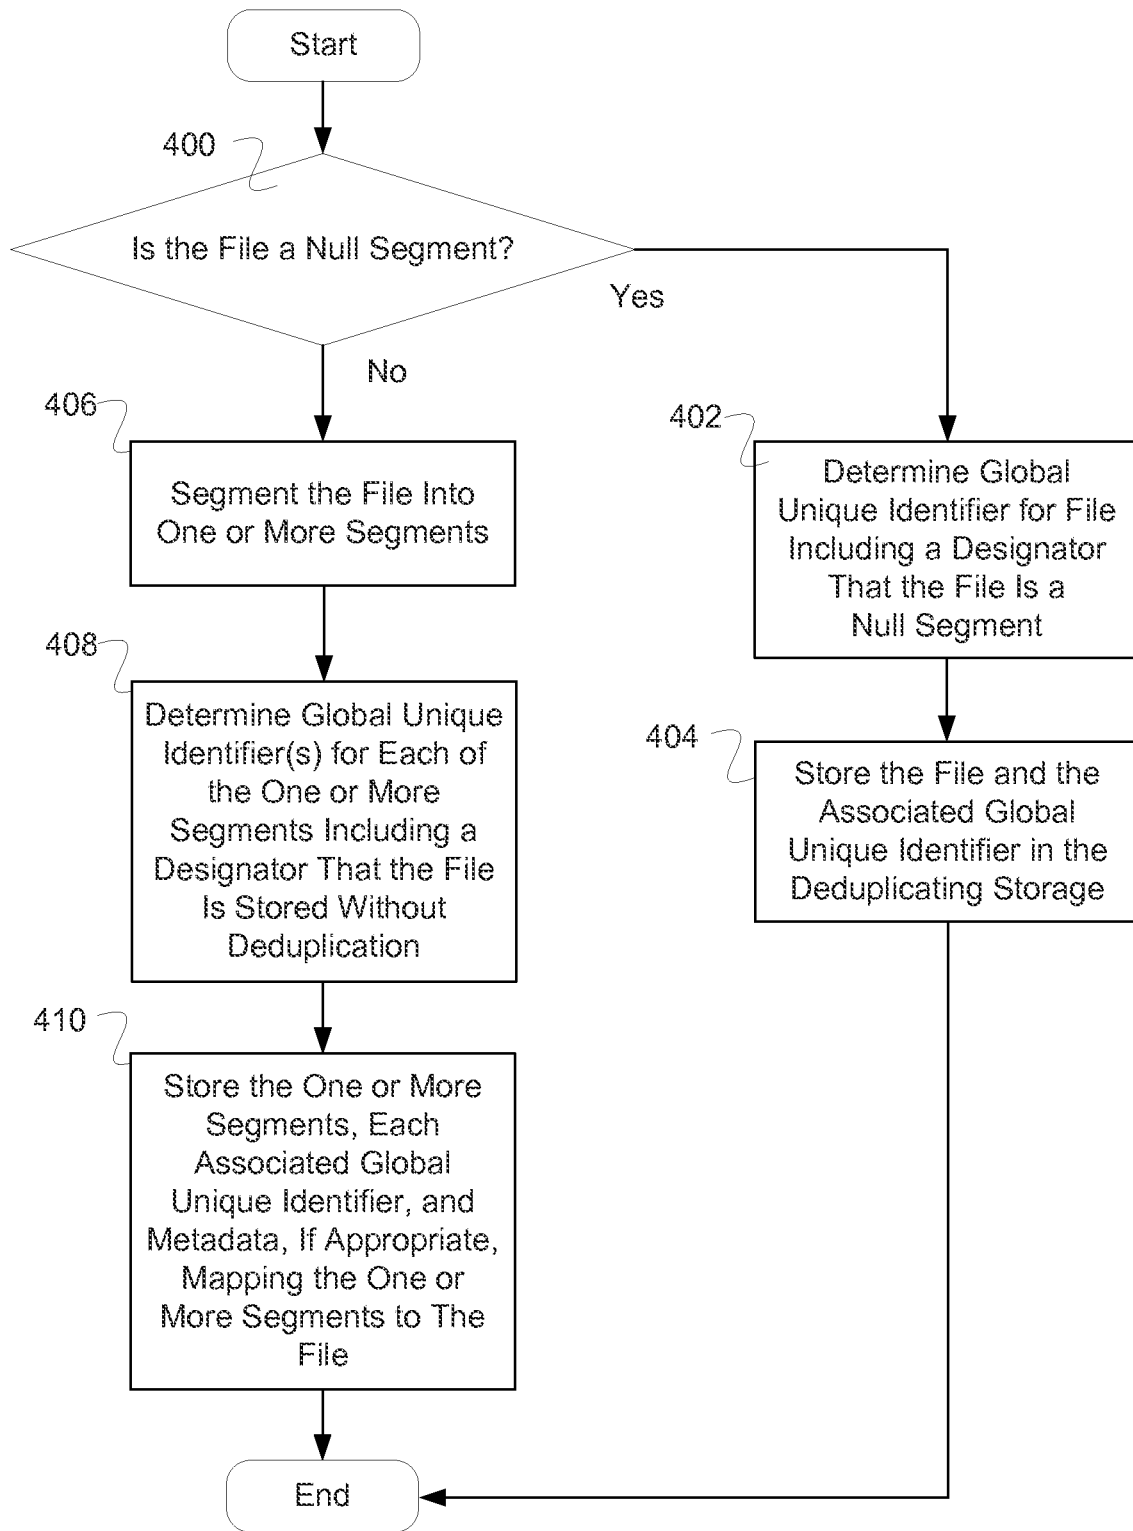 Start
400
Is the File a Null Segment?
Yes
No
406
Segment the File Into
One or More Segments
402
Determine Global
Unique Identifier for File
Including a Designator
That the File Is a
Null Segment
408
Determine Global Unique
Identifier(s) for Each of
the One or More
Segments Including a
Designator That the File
Is Stored Without
Deduplication
404
Store the File and the
Associated Global
Unique Identifier in the
Deduplicating Storage
410
Store the One or More
Segments, Each
Associated Global
Unique Identifier, and
Metadata, If Appropriate,
Mapping the One or
More Segments to The
File
End